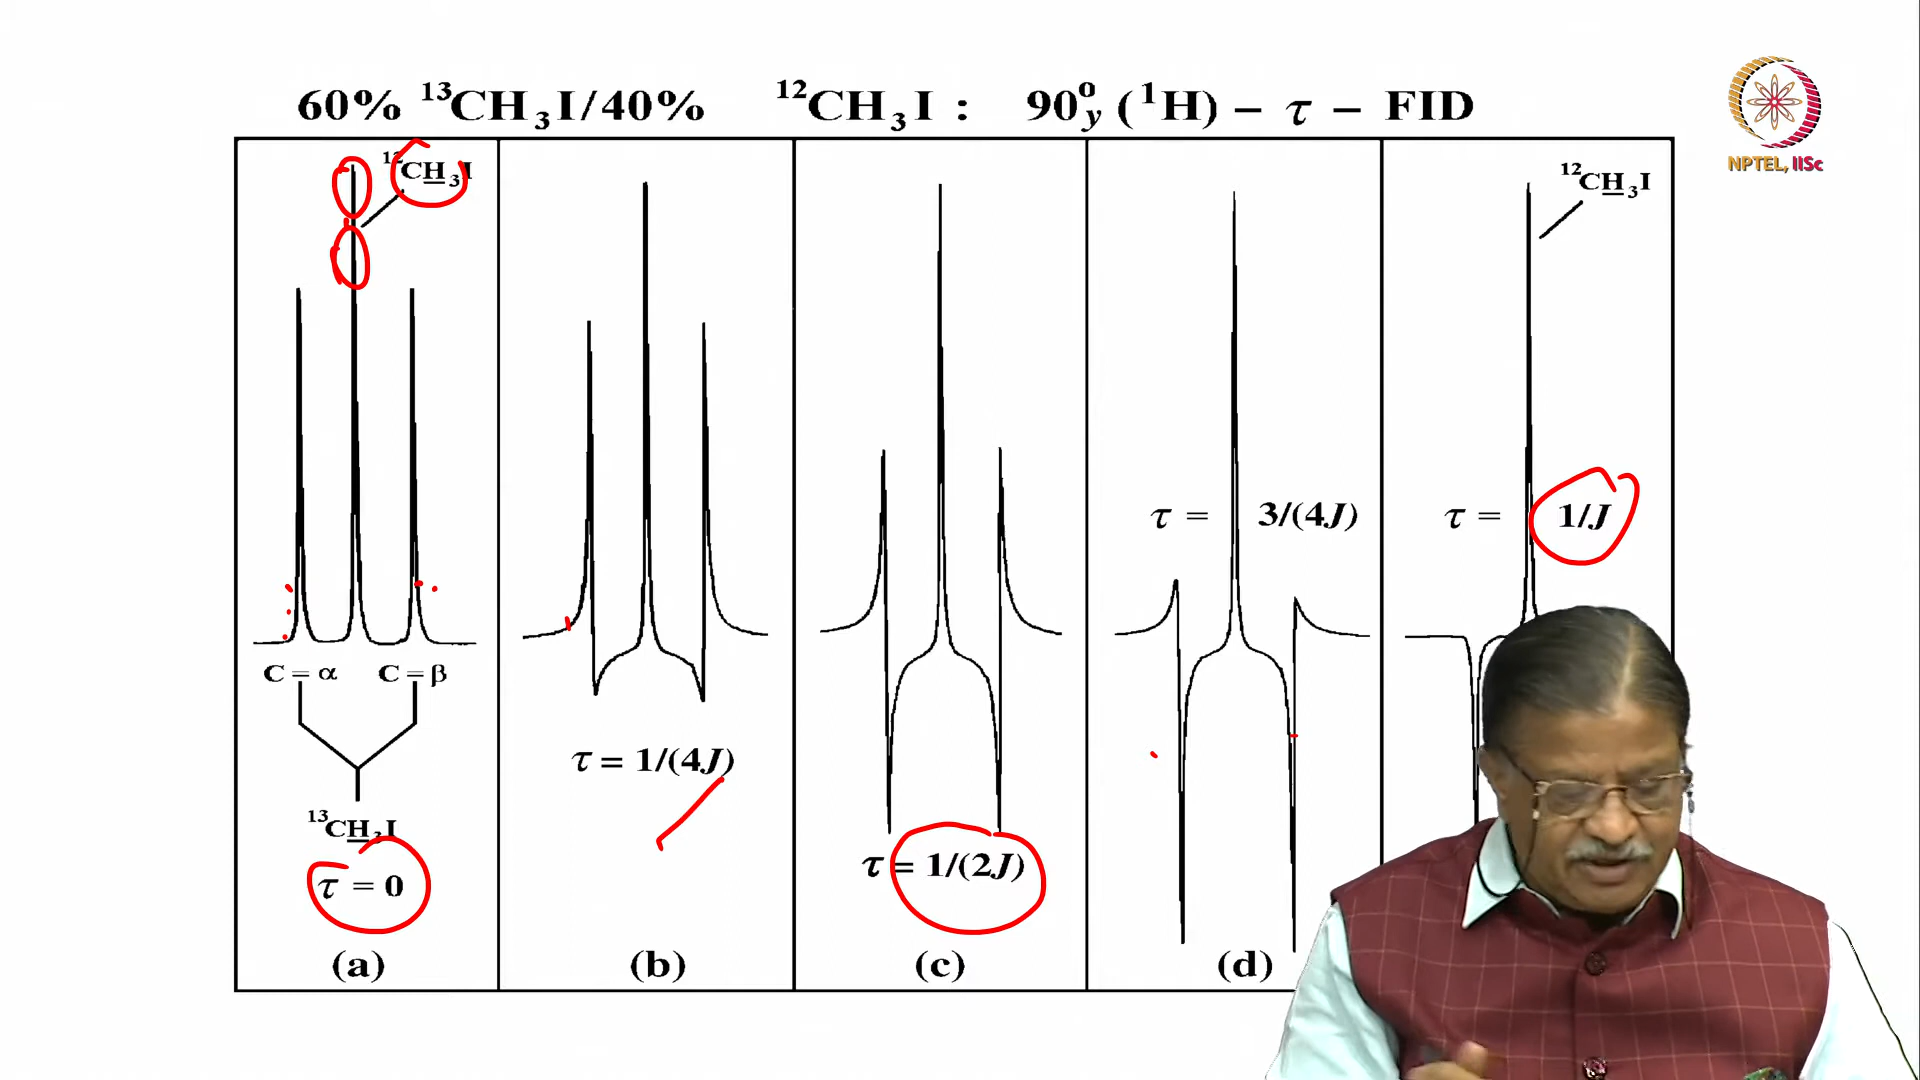 60% ¹³CH₃I/40% ¹²CH₃I : 90°y (¹H) – τ – FID
NPTEL, IISc
¹²CH₃I
¹²CH₃I
τ = 3/(4J)
τ = 1/J
C = α C = β
τ = 1/(4J)
¹³CH₃I
τ = 1/(2J)
τ = 0
(a) (b) (c) (d)